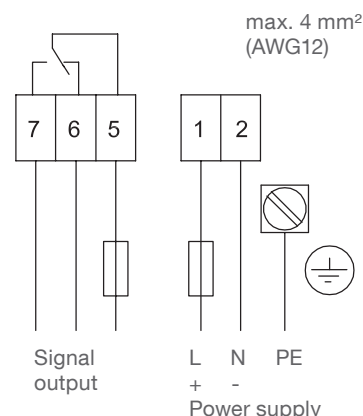 max. 4 mm²
(AWG12)
7 6 5 1 2
Signal
output
L N PE
+ -
Power supply